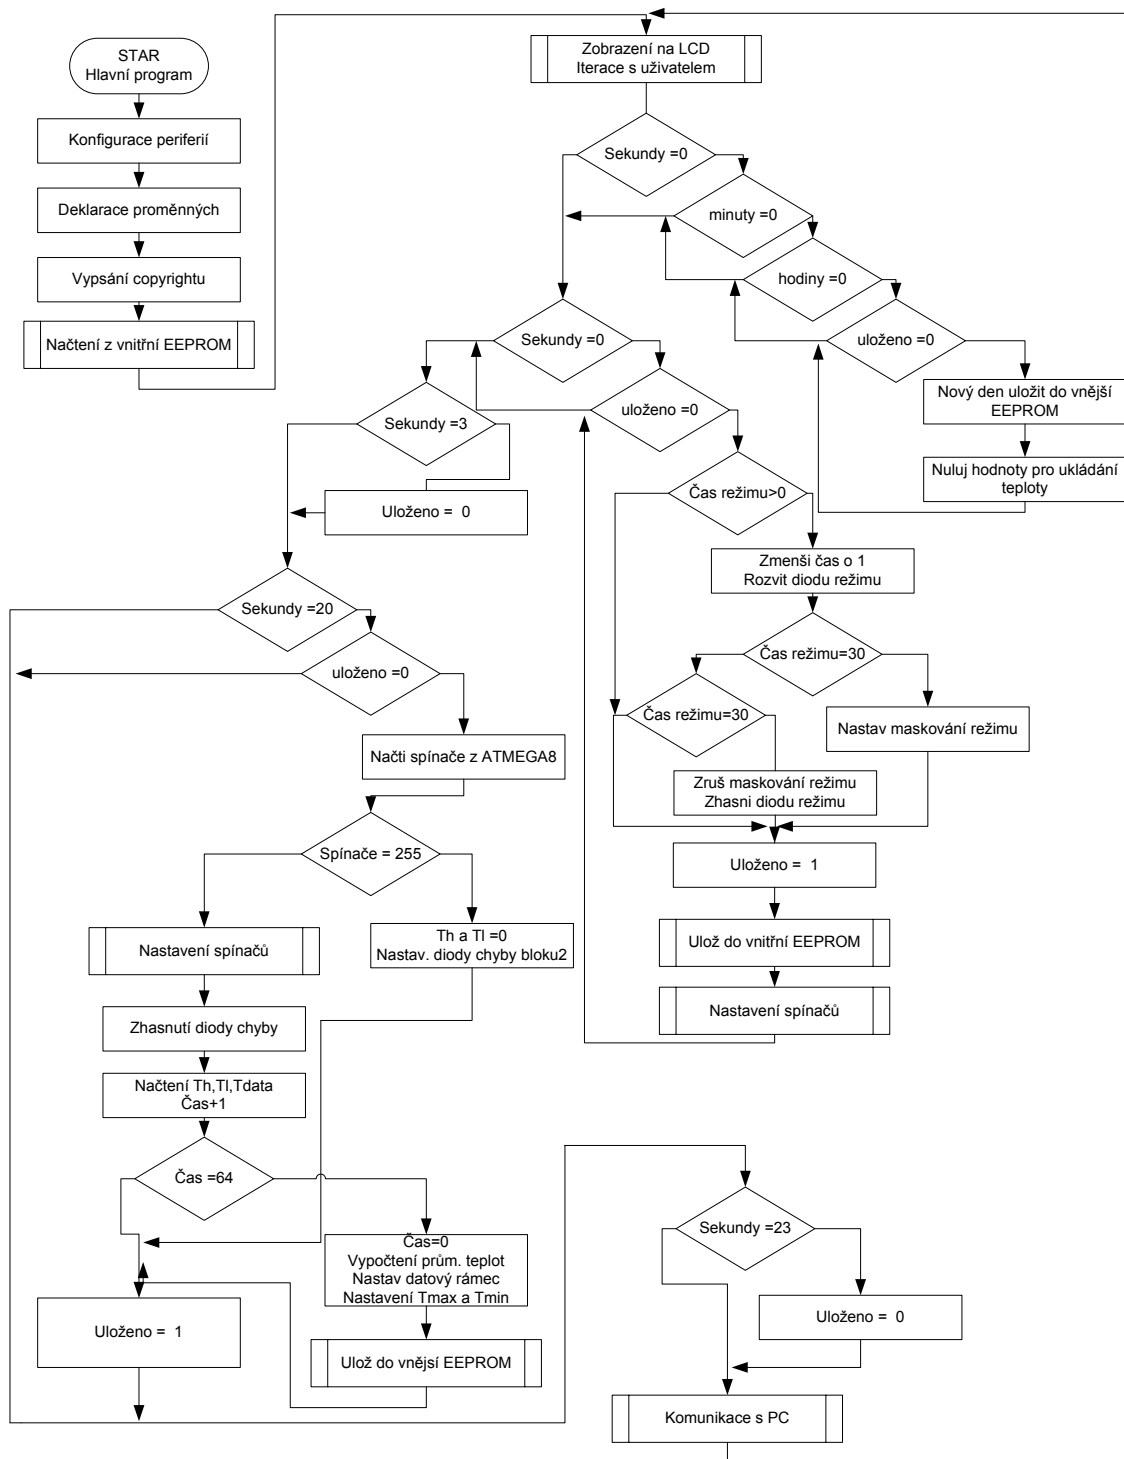 STAR
Hlavní program
Konfigurace periferií
Deklarace proměnných
Vypsání copyrightu
Načtení z vnitřní EEPROM
Zobrazení na LCD
Iterace s uživatelem
Sekundy =0
minuty =0
hodiny =0
uloženo =0
Nový den uložit do vnější
EEPROM
Nuluj hodnoty pro ukládání
teploty
Sekundy =0
uloženo =0
Čas režimu>0
Zmenši čas o 1
Rozvit diodu režimu
Čas režimu=30
Čas režimu=30
Nastav maskování režimu
Zruš maskování režimu
Zhasni diodu režimu
Uloženo =  1
Ulož do vnitřní EEPROM
Nastavení spínačů
Sekundy =3
Uloženo =  0
Sekundy =20
uloženo =0
Načti spínače z ATMEGA8
Spínače = 255
Nastavení spínačů
Th a Tl =0
Nastav. diody chyby bloku2
Zhasnutí diody chyby
Načtení Th,Tl,Tdata
Čas+1
Čas =64
Čas=0
Vypočtení prům. teplot
Nastav datový rámec
Nastavení Tmax a Tmin
Uloženo =  1
Ulož do vnějsí EEPROM
Sekundy =23
Uloženo =  0
Komunikace s PC